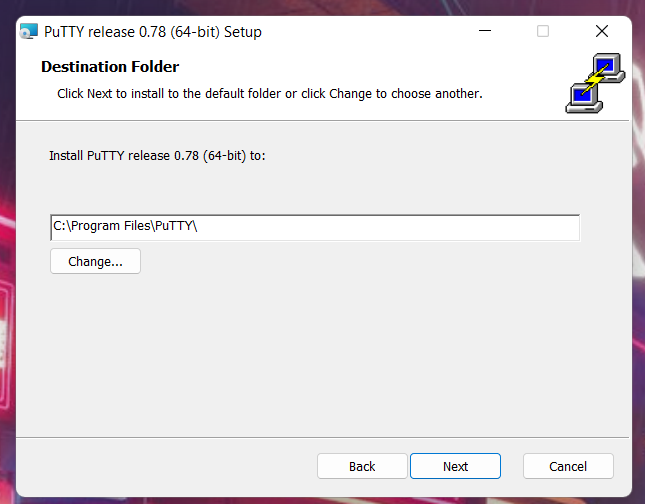 PuTTY release 0.78 (64-bit) Setup
Destination Folder
Click Next to install to the default folder or click Change to choose another.
Install PuTTY release 0.78 (64-bit) to:
C:\Program Files\PuTTY\
Change...
Back Next Cancel